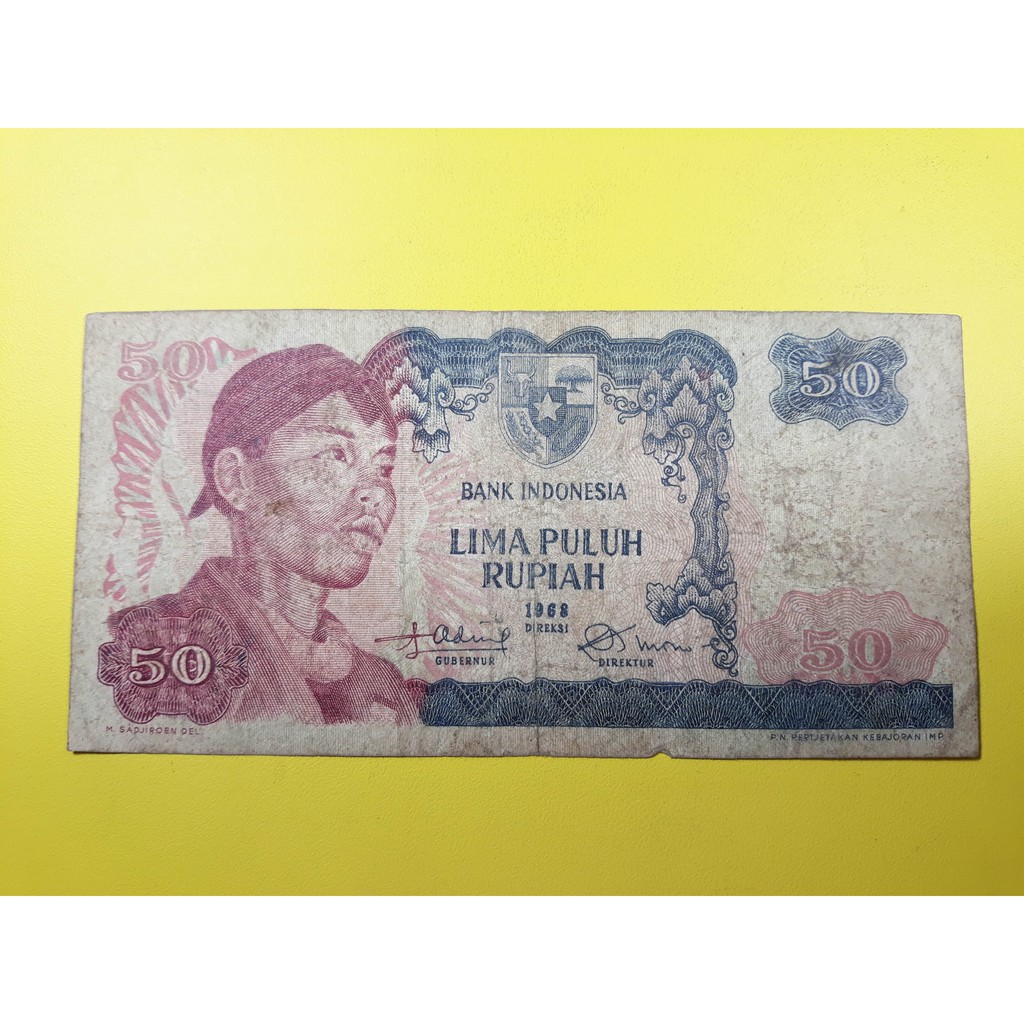 50
50
BANK INDONESIA
LIMA PULUH
RUPIAH
1968
DIREKSI
GUBERNUR
DIREKTUR
50
50
M. SADJIROEN DEL.
P.N. PERTJETAKAN KEBAJORAN IMP.